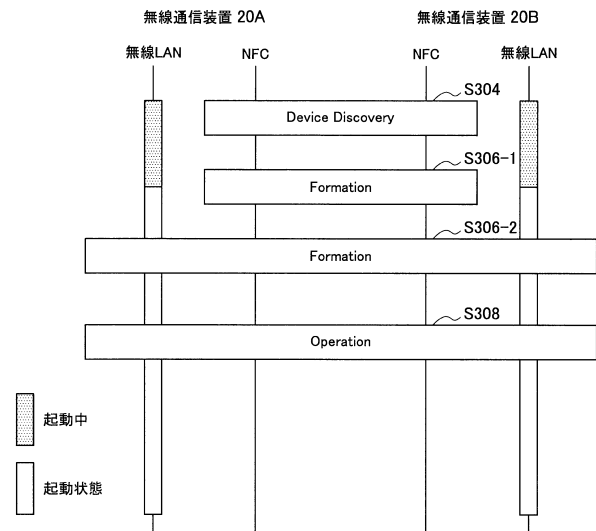 無線通信装置 20A
無線通信装置 20B
無線LAN
NFC
NFC
無線LAN
S304
Device Discovery
S306-1
Formation
S306-2
Formation
S308
Operation
起動中
起動状態